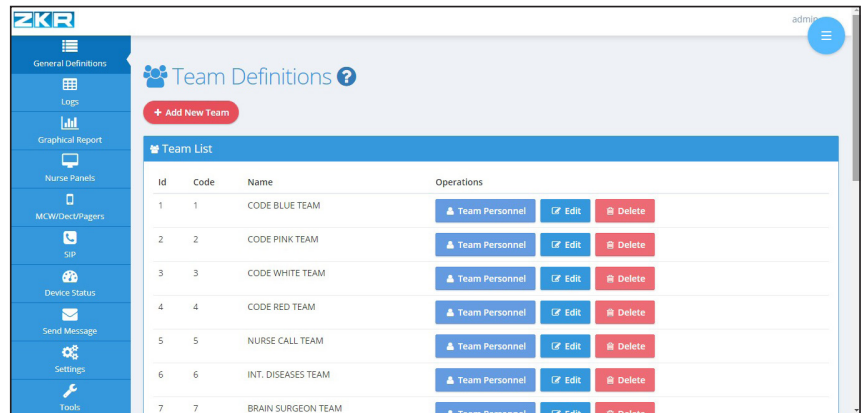 ZKR
admin
General Definitions
Logs
Graphical Report
Nurse Panels
MCW/Dect/Pagers
SIP
Device Status
Send Message
Settings
Tools
Team Definitions ?
+ Add New Team
Team List
Id Code Name Operations
1 1 CODE BLUE TEAM Team Personnel Edit Delete
2 2 CODE PINK TEAM Team Personnel Edit Delete
3 3 CODE WHITE TEAM Team Personnel Edit Delete
4 4 CODE RED TEAM Team Personnel Edit Delete
5 5 NURSE CALL TEAM Team Personnel Edit Delete
6 6 INT. DISEASES TEAM Team Personnel Edit Delete
7 7 BRAIN SURGEON TEAM Team Personnel Edit Delete